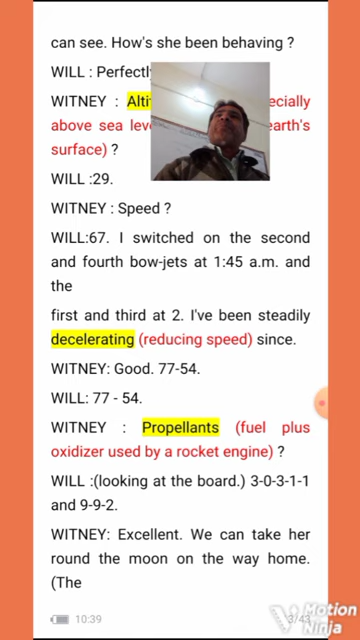 can see. How's she been behaving ?
WILL : Perfectly
WITNEY : Alti ecially
above sea leve earth's
surface) ?
WILL :29.
WITNEY : Speed ?
WILL:67. I switched on the second
and fourth bow-jets at 1:45 a.m. and
the
first and third at 2. I've been steadily
decelerating (reducing speed) since.
WITNEY: Good. 77-54.
WILL: 77 - 54.
WITNEY : Propellants (fuel plus
oxidizer used by a rocket engine) ?
WILL :(looking at the board.) 3-0-3-1-1
and 9-9-2.
WITNEY: Excellent. We can take her
round the moon on the way home.
(The
10:39 3/43
Motion
Ninja